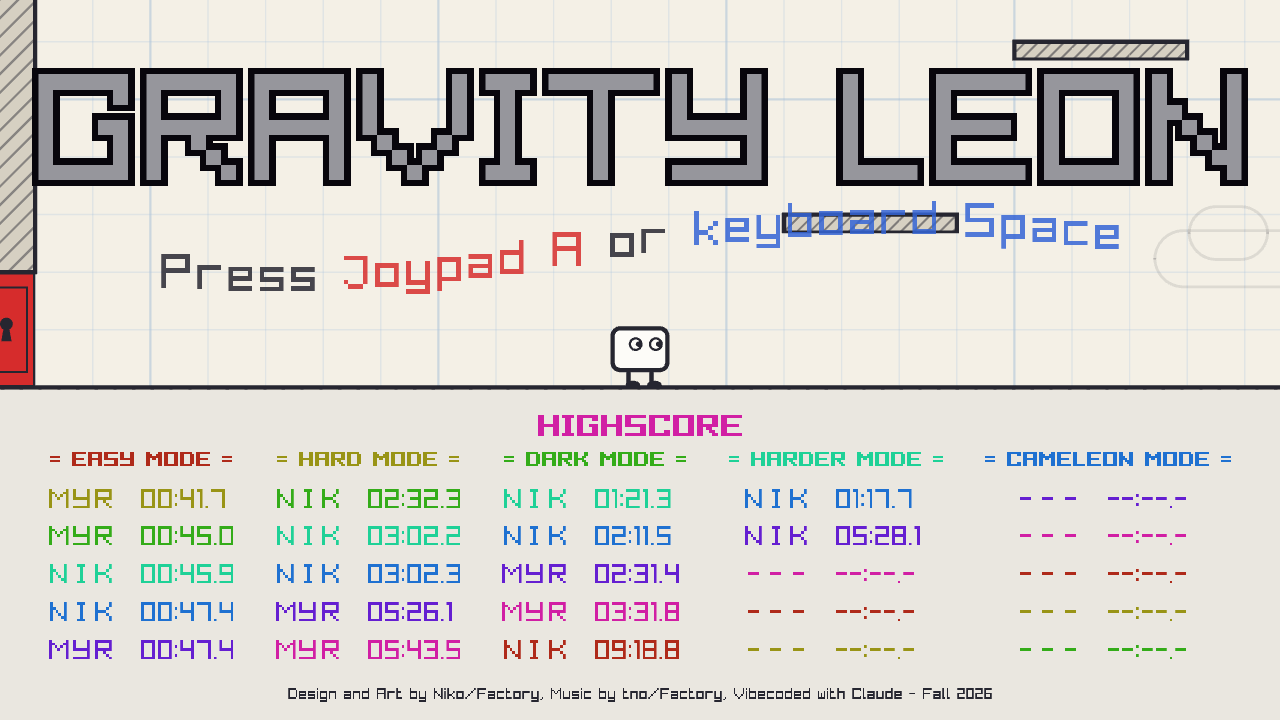 GRAVITY LEON
Press Joypad A or keyboard Space
HIGHSCORE
= EASY MODE = = HARD MODE = = DARK MODE = = HARDER MODE = = CAMELEON MODE =
MYR 00:41.7 NIK 02:32.3 NIK 01:21.3 NIK 01:17.7 - - - --:--.-
MYR 00:45.0 NIK 03:02.2 NIK 02:11.5 NIK 05:28.1 - - - --:--.-
NIK 00:45.9 NIK 03:02.3 MYR 02:31.4 - - - --:--.- - - - --:--.-
NIK 00:47.4 MYR 05:26.1 MYR 03:31.8 - - - --:--.- - - - --:--.-
MYR 00:47.4 MYR 05:43.5 NIK 09:18.8 - - - --:--.- - - - --:--.-
Design and Art by Niko/Factory, Music by tno/Factory, Vibecoded with Claude - Fall 2026